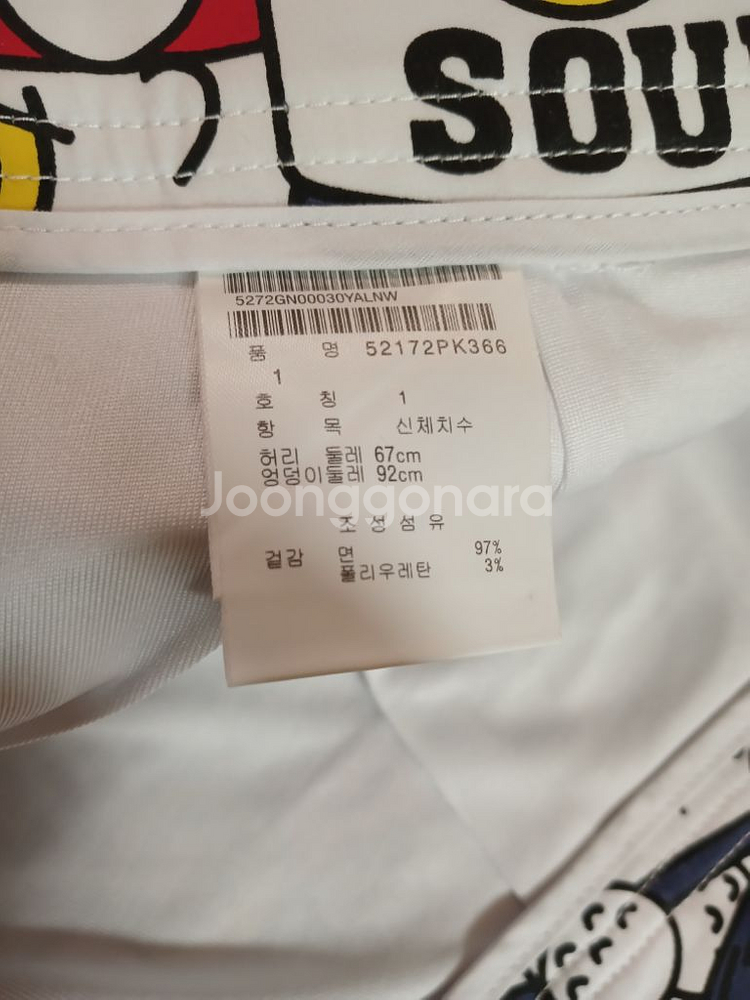 SOU
5272GN00030YALNW
품 명 52172PK366
1
호 칭 1
항 목 신체치수
허리 둘레 67cm
엉덩이둘레 92cm
Joonggonara
조성섬유
겉감 면 97%
폴리우레탄 3%